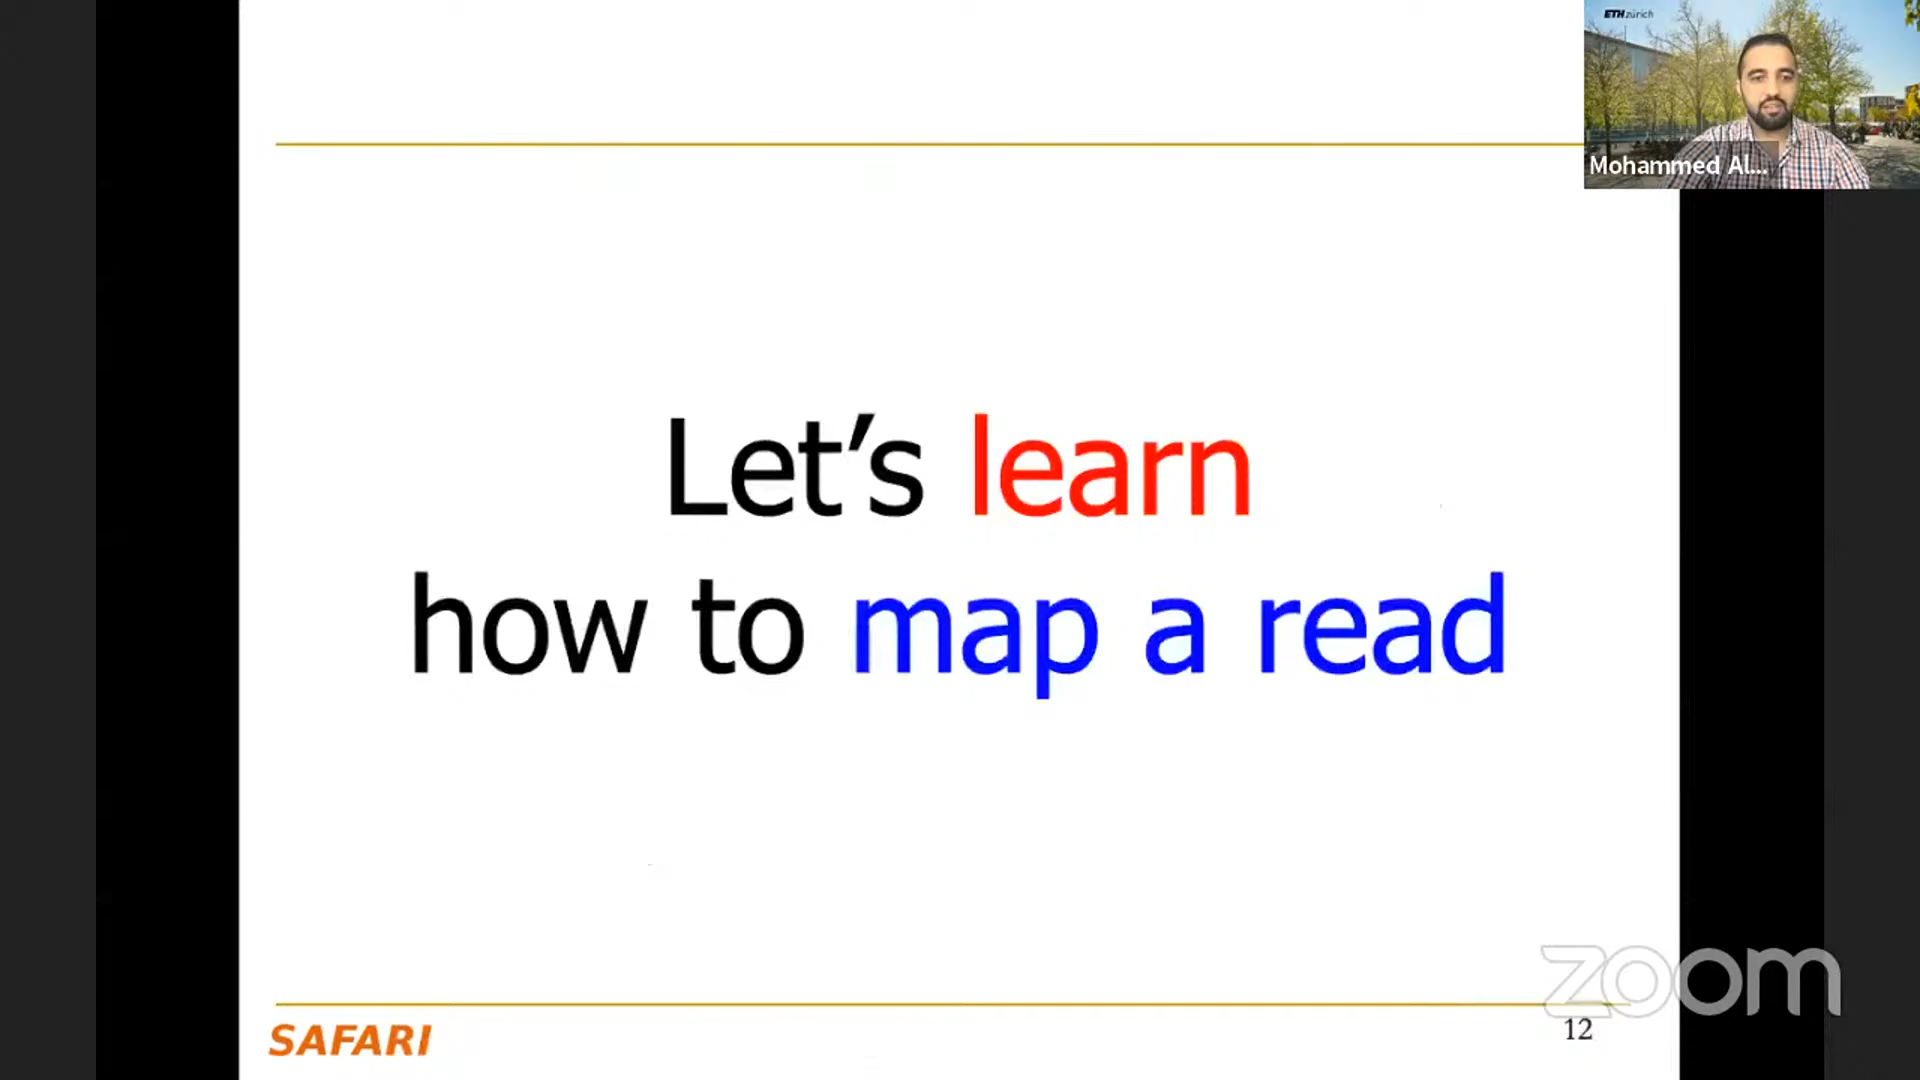 ETH zürich
Mohammed Al...
Let’s learn
how to map a read
zoom
SAFARI
12